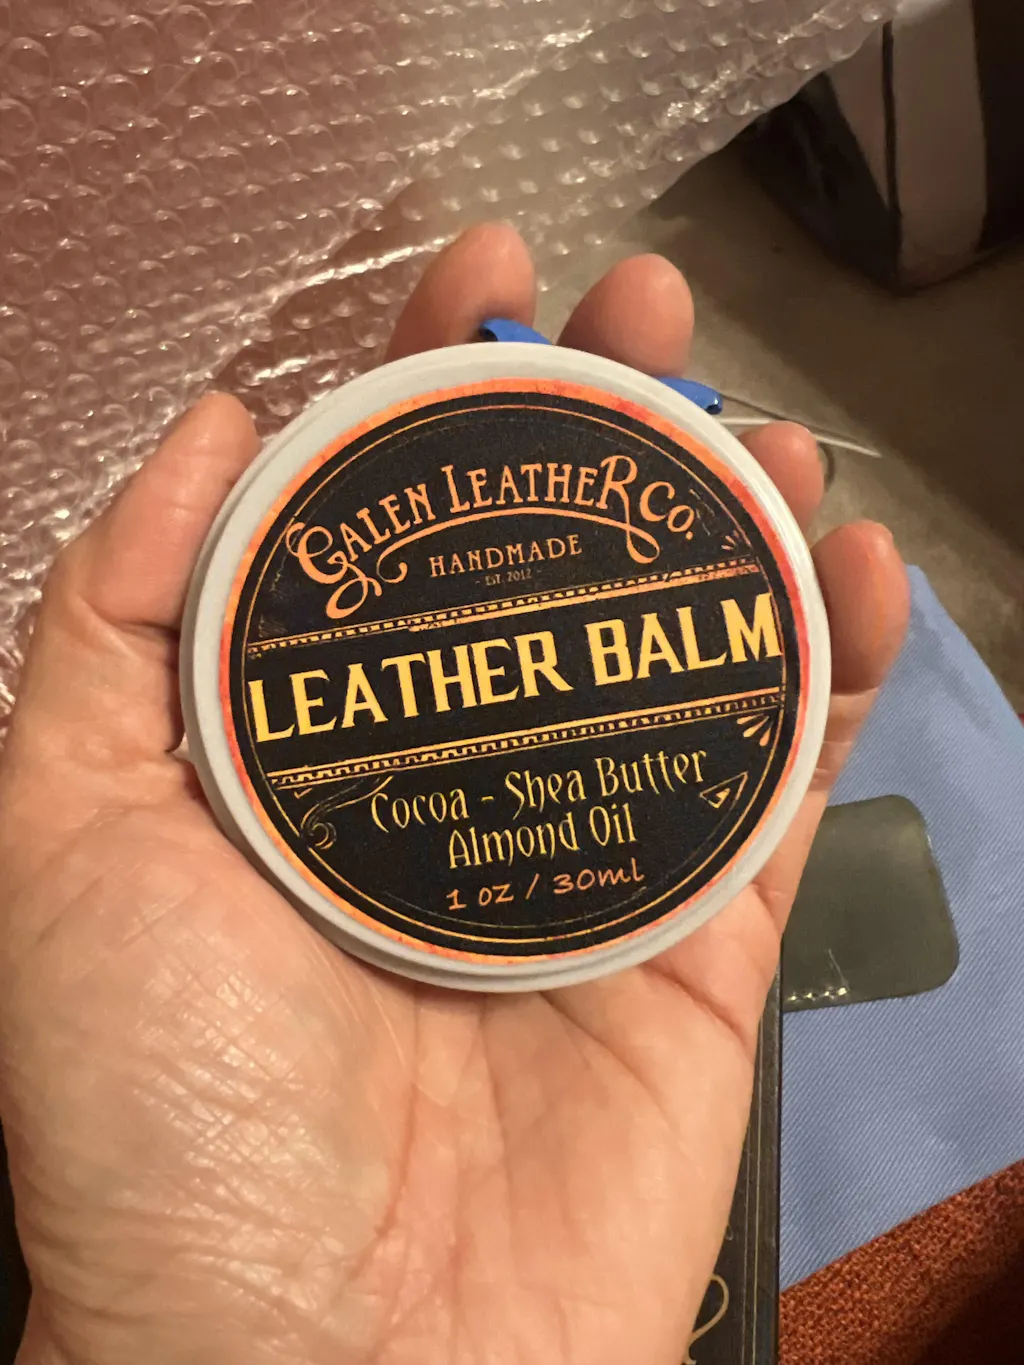 GALEN LEATHER CO.
HANDMADE
- EST. 2012 -
LEATHER BALM
Cocoa - Shea Butter
Almond Oil
1 oz / 30ml